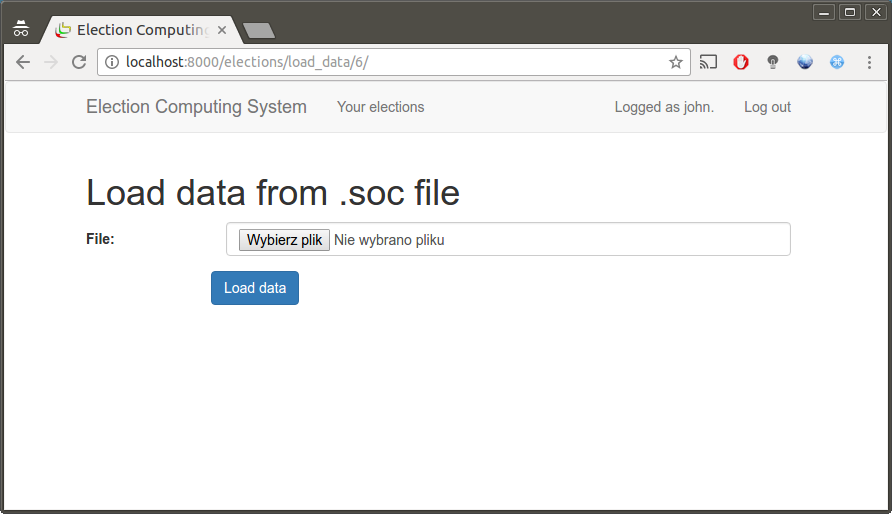 Election Computing
localhost:8000/elections/load_data/6/
Election Computing System Your elections Logged as john. Log out
Load data from .soc file
File: Wybierz plik Nie wybrano pliku
Load data